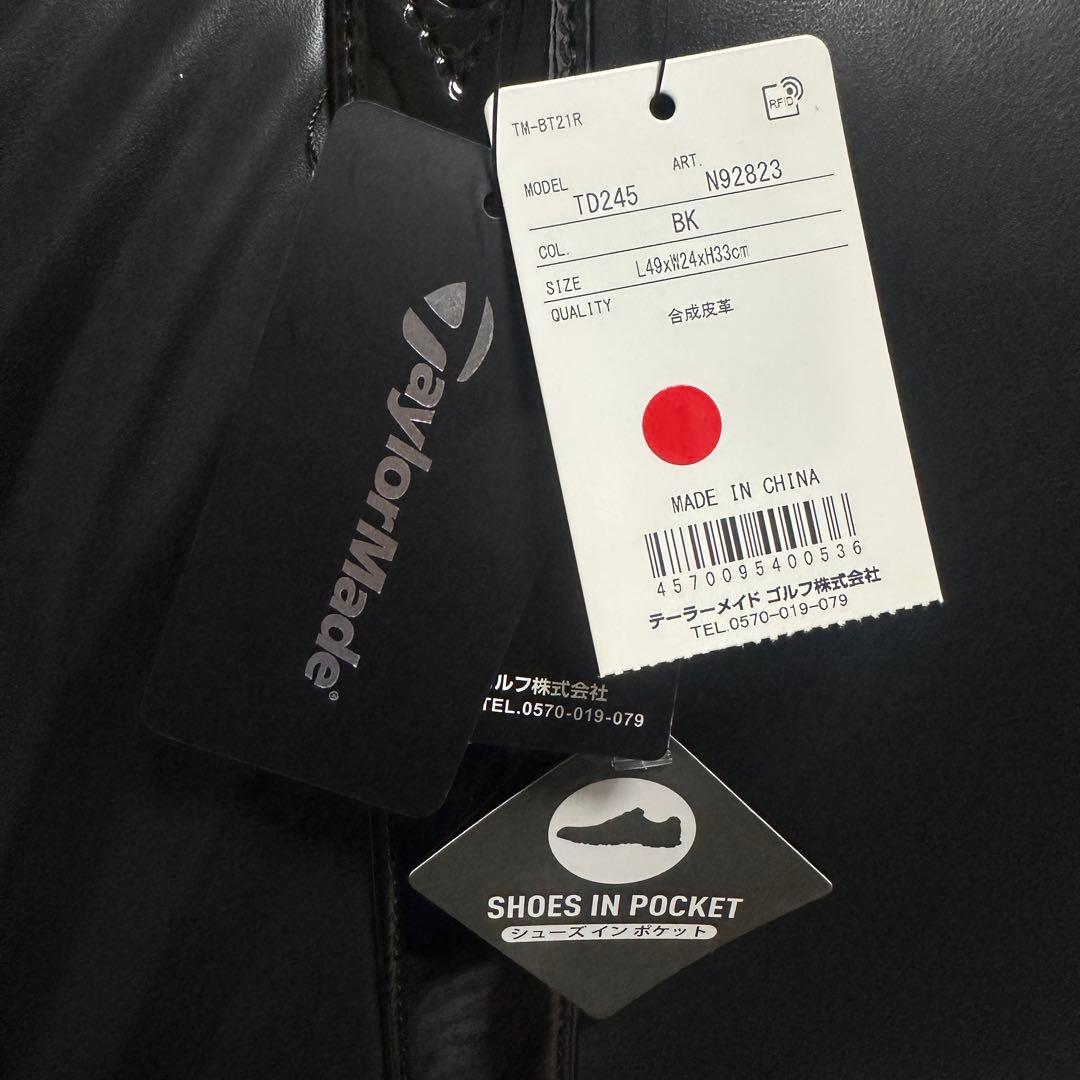 TM-BT21R
RFID
MODEL TD245 ART. N92823
COL. BK
SIZE L49xW24xH33cm
QUALITY 合成皮革
MADE IN CHINA
4570095400536
テーラーメイド ゴルフ株式会社
TEL.0570-019-079
TaylorMade®
ルフ株式会社
TEL.0570-019-079
SHOES IN POCKET
シューズ イン ポケット